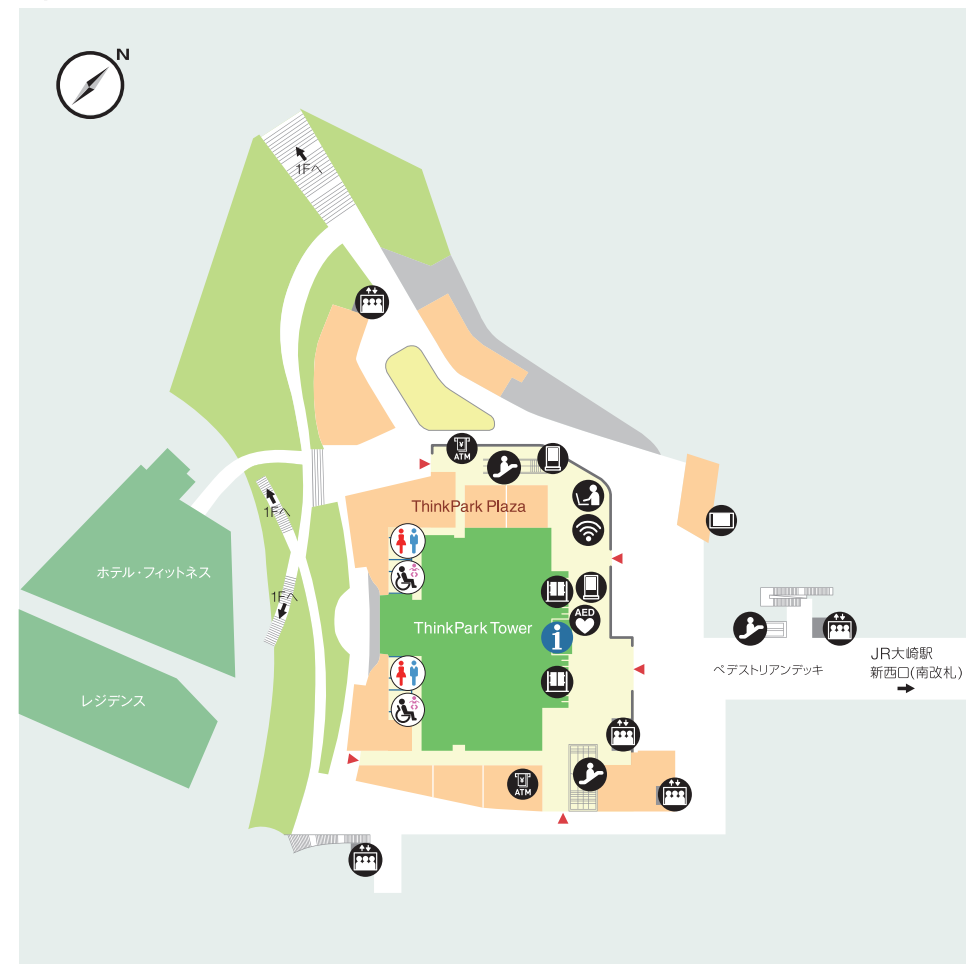 N
1Fへ
ATM
ThinkPark Plaza
1Fへ
ホテル・フィットネス
1Fへ
AED
ThinkPark Tower
i
JR大崎駅
新西口(南改札)
ペデストリアンデッキ
レジデンス
ATM